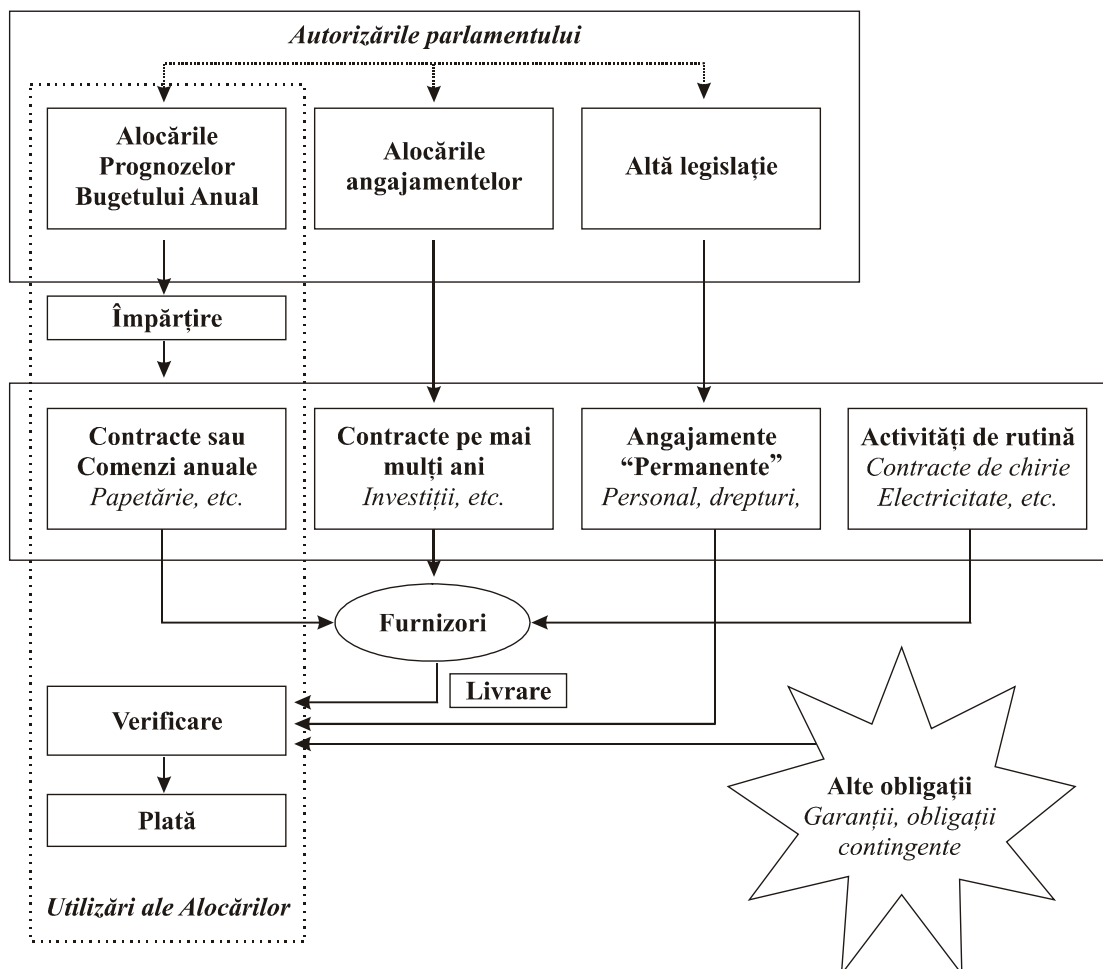 Autorizările parlamentului
Alocările
Prognozelor
Bugetului Anual
Alocările
angajamentelor
Altă legislație
Împărțire
Contracte sau
Comenzi anuale
Papetărie, etc.
Contracte pe mai
mulți ani
Investiții, etc.
Angajamente
“Permanente”
Personal, drepturi,
Activități de rutină
Contracte de chirie
Electricitate, etc.
Furnizori
Livrare
Verificare
Plată
Alte obligații
Garanții, obligații
contingente
Utilizări ale Alocărilor